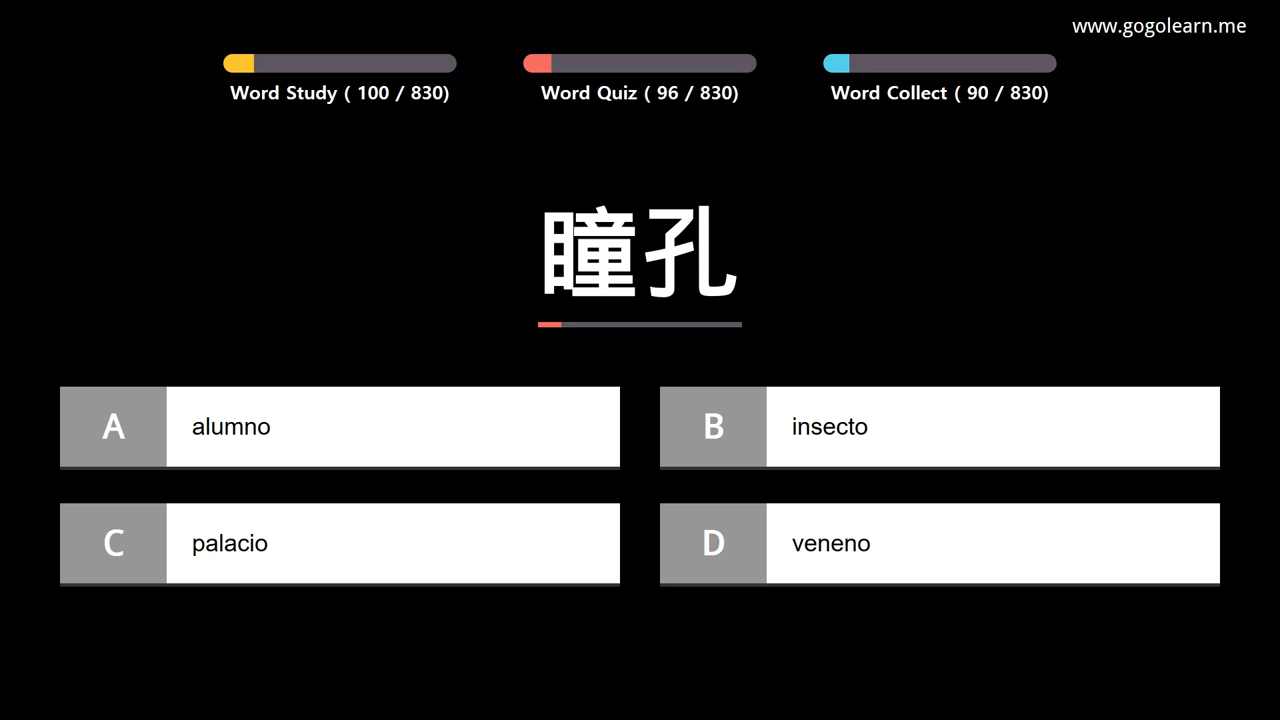 www.gogolearn.me
Word Study ( 100 / 830)
Word Quiz ( 96 / 830)
Word Collect ( 90 / 830)
瞳孔
A alumno
B insecto
C palacio
D veneno